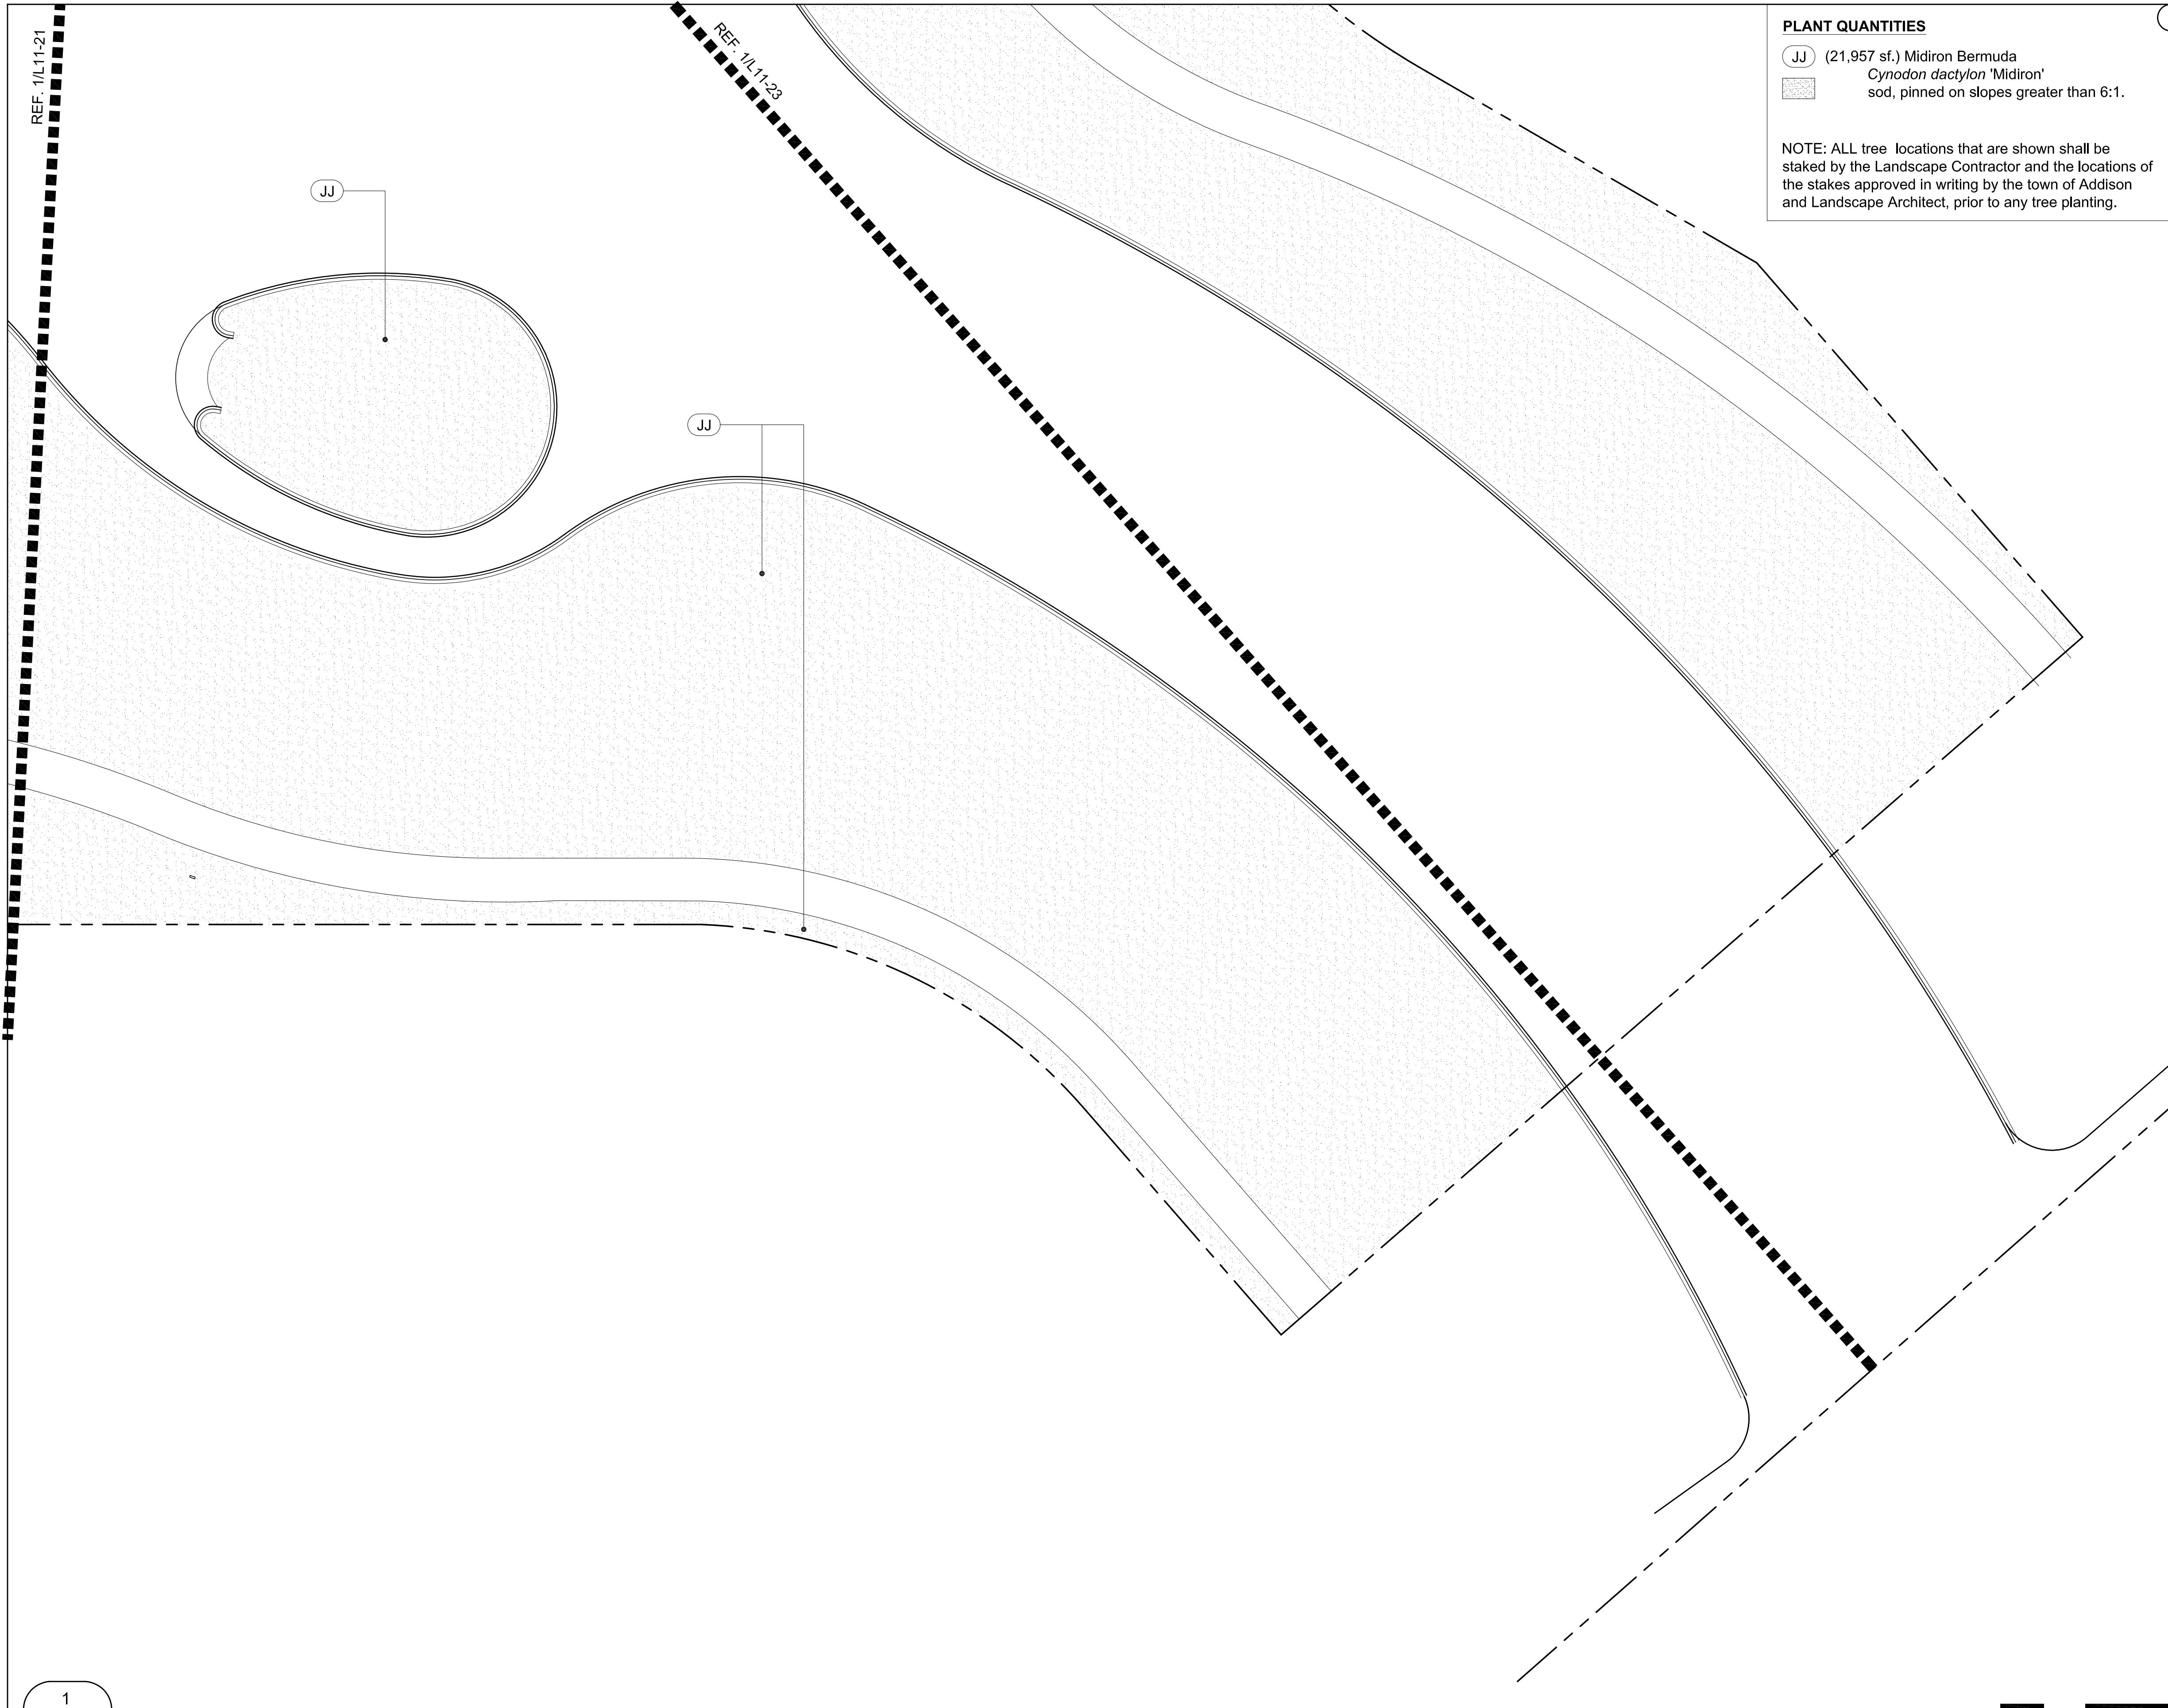 REF. 1/L11-21
REF. 1/L11-23
PLANT QUANTITIES
JJ (21,957 sf.) Midiron Bermuda
Cynodon dactylon 'Midiron'
sod, pinned on slopes greater than 6:1.
NOTE: ALL tree locations that are shown shall be
staked by the Landscape Contractor and the locations of
the stakes approved in writing by the town of Addison
and Landscape Architect, prior to any tree planting.
JJ
JJ
1